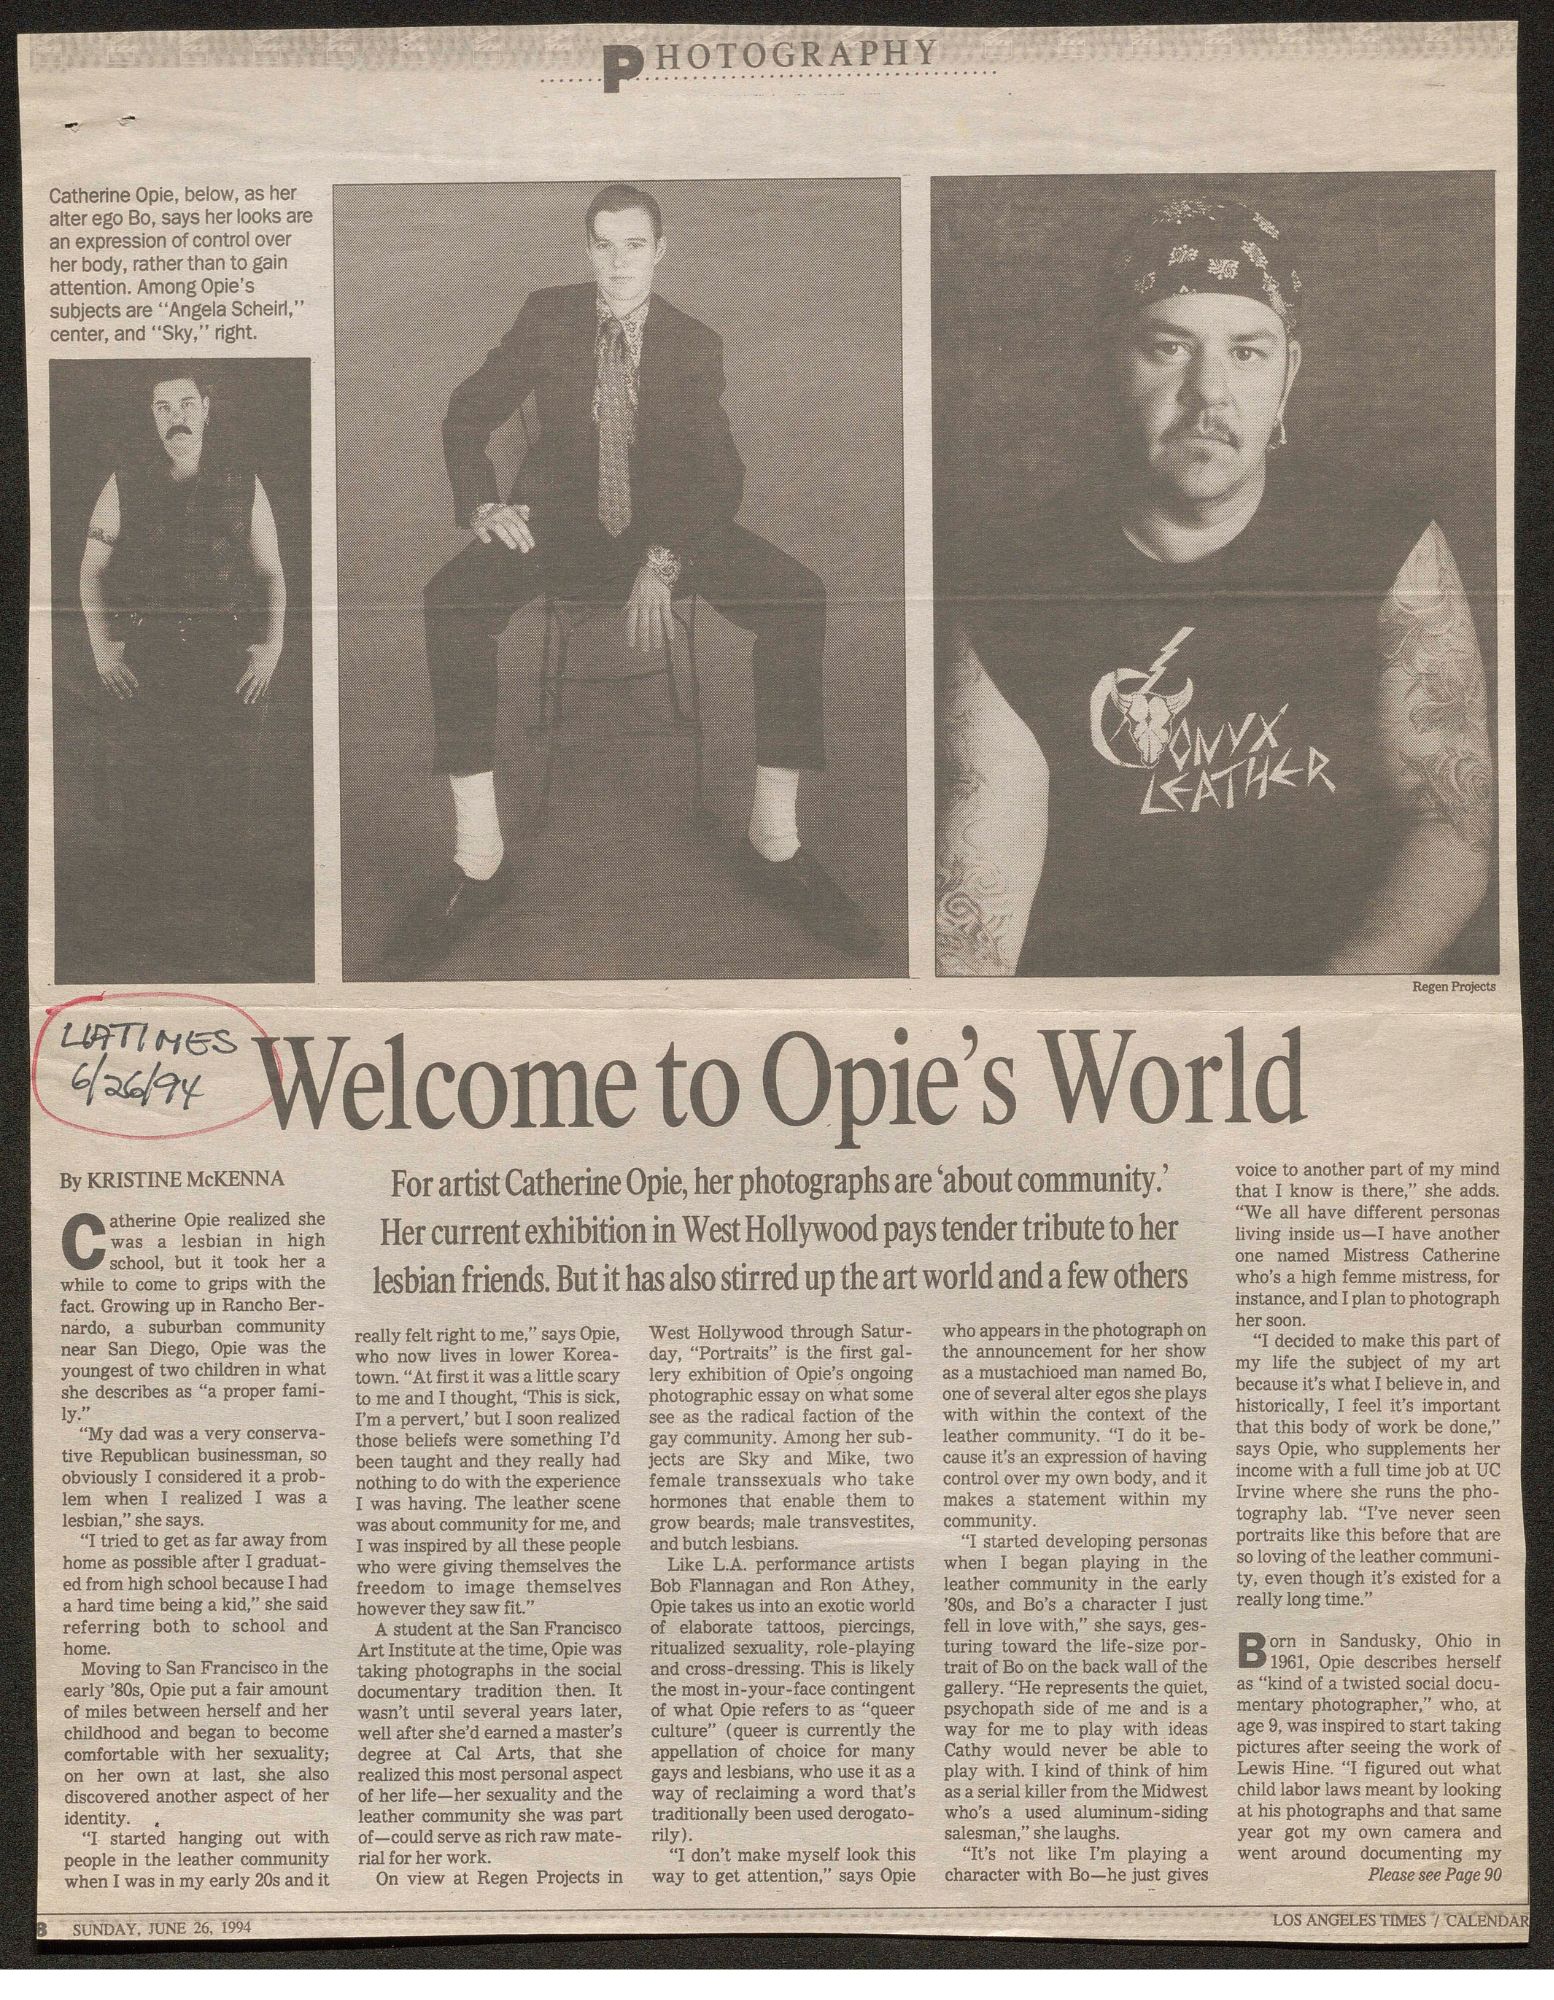 PHOTOGRAPHY
Catherine Opie, below, as her
alter ego Bo, says her looks are
an expression of control over
her body, rather than to gain
attention. Among Opie's
subjects are “Angela Scheirl,”
center, and “Sky,” right.
ONYX
LEATHER
Regen Projects
LATIMES
6/26/94
Welcome to Opie's World
By KRISTINE McKENNA
For artist Catherine Opie, her photographs are ‘about community.’
Her current exhibition in West Hollywood pays tender tribute to her
lesbian friends. But it has also stirred up the art world and a few others
Catherine Opie realized she
was a lesbian in high
school, but it took her a
while to come to grips with the
fact. Growing up in Rancho Ber-
nardo, a suburban community
near San Diego, Opie was the
youngest of two children in what
she describes as “a proper fami-
ly.”
“My dad was a very conserva-
tive Republican businessman, so
obviously I considered it a prob-
lem when I realized I was a
lesbian,” she says.
“I tried to get as far away from
home as possible after I graduat-
ed from high school because I had
a hard time being a kid,” she said
referring both to school and
home.
Moving to San Francisco in the
early '80s, Opie put a fair amount
of miles between herself and her
childhood and began to become
comfortable with her sexuality;
on her own at last, she also
discovered another aspect of her
identity.
“I started hanging out with
people in the leather community
when I was in my early 20s and it
really felt right to me,” says Opie,
who now lives in lower Korea-
town. “At first it was a little scary
to me and I thought, ‘This is sick,
I'm a pervert,’ but I soon realized
those beliefs were something I'd
been taught and they really had
nothing to do with the experience
I was having. The leather scene
was about community for me, and
I was inspired by all these people
who were giving themselves the
freedom to image themselves
however they saw fit.”
A student at the San Francisco
Art Institute at the time, Opie was
taking photographs in the social
documentary tradition then. It
wasn't until several years later,
well after she'd earned a master's
degree at Cal Arts, that she
realized this most personal aspect
of her life—her sexuality and the
leather community she was part
of—could serve as rich raw mate-
rial for her work.
On view at Regen Projects in
West Hollywood through Satur-
day, “Portraits” is the first gal-
lery exhibition of Opie's ongoing
photographic essay on what some
see as the radical faction of the
gay community. Among her sub-
jects are Sky and Mike, two
female transsexuals who take
hormones that enable them to
grow beards; male transvestites,
and butch lesbians.
Like L.A. performance artists
Bob Flannagan and Ron Athey,
Opie takes us into an exotic world
of elaborate tattoos, piercings,
ritualized sexuality, role-playing
and cross-dressing. This is likely
the most in-your-face contingent
of what Opie refers to as “queer
culture” (queer is currently the
appellation of choice for many
gays and lesbians, who use it as a
way of reclaiming a word that's
traditionally been used derogato-
rily).
“I don't make myself look this
way to get attention,” says Opie
who appears in the photograph on
the announcement for her show
as a mustachioed man named Bo,
one of several alter egos she plays
with within the context of the
leather community. “I do it be-
cause it's an expression of having
control over my own body, and it
makes a statement within my
community.
“I started developing personas
when I began playing in the
leather community in the early
'80s, and Bo's a character I just
fell in love with,” she says, ges-
turing toward the life-size por-
trait of Bo on the back wall of the
gallery. “He represents the quiet,
psychopath side of me and is a
way for me to play with ideas
Cathy would never be able to
play with. I kind of think of him
as a serial killer from the Midwest
who's a used aluminum-siding
salesman,” she laughs.
“It's not like I'm playing a
character with Bo—he just gives
voice to another part of my mind
that I know is there,” she adds.
“We all have different personas
living inside us—I have another
one named Mistress Catherine
who's a high femme mistress, for
instance, and I plan to photograph
her soon.
“I decided to make this part of
my life the subject of my art
because it's what I believe in, and
historically, I feel it's important
that this body of work be done,”
says Opie, who supplements her
income with a full time job at UC
Irvine where she runs the pho-
tography lab. “I've never seen
portraits like this before that are
so loving of the leather communi-
ty, even though it's existed for a
really long time.”
Born in Sandusky, Ohio in
1961, Opie describes herself
as “kind of a twisted social docu-
mentary photographer,” who, at
age 9, was inspired to start taking
pictures after seeing the work of
Lewis Hine. “I figured out what
child labor laws meant by looking
at his photographs and that same
year got my own camera and
went around documenting my
Please see Page 90
8 SUNDAY, JUNE 26, 1994
LOS ANGELES TIMES / CALENDAR